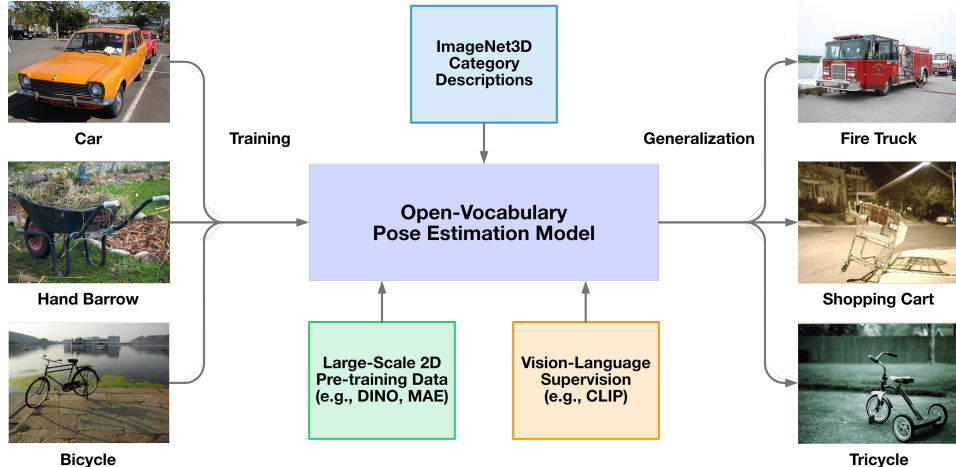 ImageNet3D
Category
Descriptions
Car
Training
Generalization
Fire Truck
Open-Vocabulary
Pose Estimation Model
Hand Barrow
Shopping Cart
Large-Scale 2D
Pre-training Data
(e.g., DINO, MAE)
Vision-Language
Supervision
(e.g., CLIP)
Bicycle
Tricycle